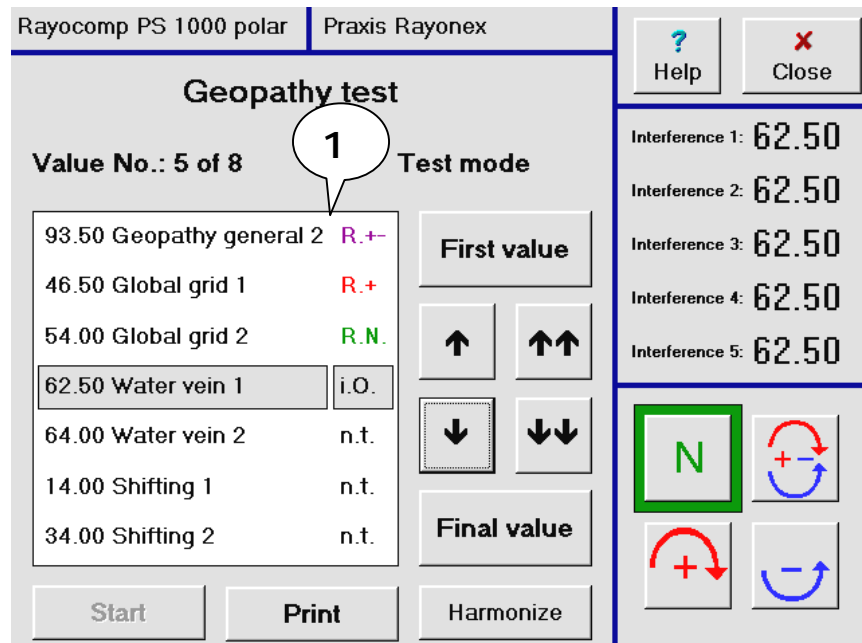 Rayocomp PS 1000 polar Praxis Rayonex
? Help
× Close
Geopathy test
1
Value No.: 5 of 8 Test mode
93.50 Geopathy general 2 R.+-
46.50 Global grid 1 R.+
54.00 Global grid 2 R.N.
62.50 Water vein 1 i.O.
64.00 Water vein 2 n.t.
14.00 Shifting 1 n.t.
34.00 Shifting 2 n.t.
First value
↑ ↑↑
↓ ↓↓
Final value
Start Print Harmonize
Interference 1: 62.50
Interference 2: 62.50
Interference 3: 62.50
Interference 4: 62.50
Interference 5: 62.50
N + −
+ −